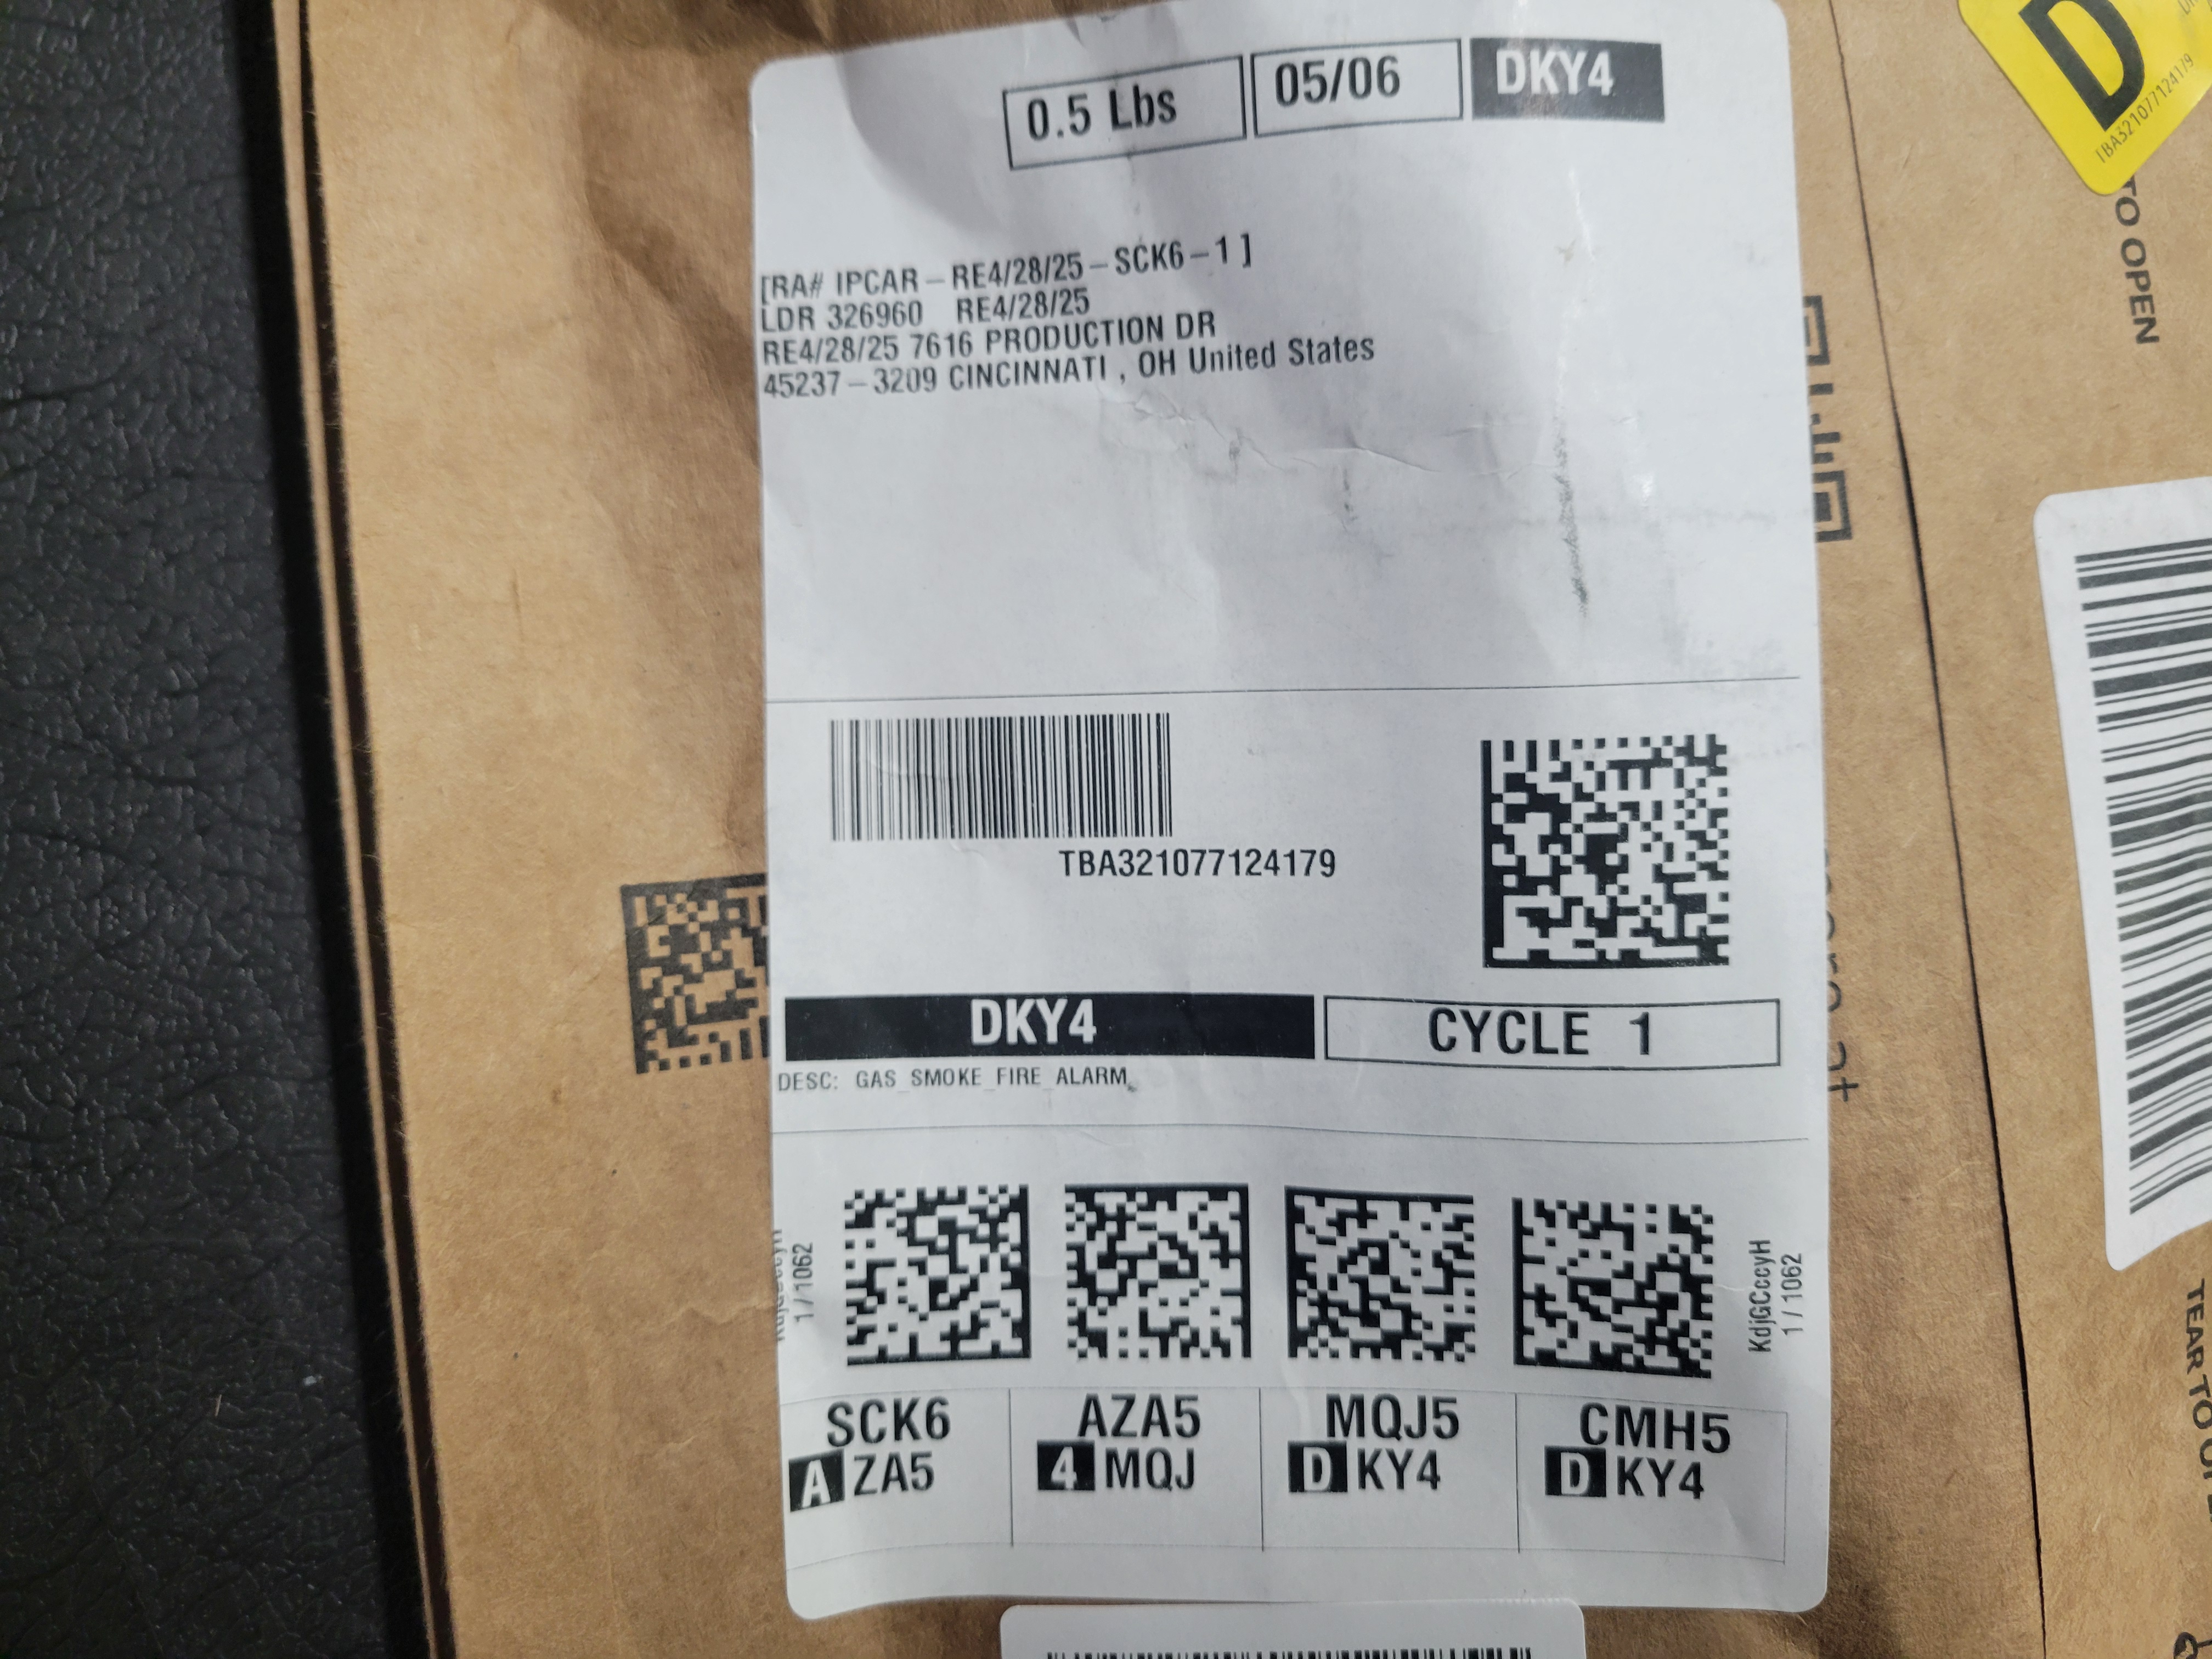 0.5 Lbs
05/06
DKY4
D
TBA321077124179
TO OPEN
[RA# IPCAR – RE4/28/25 – SCK6 – 1 ]
LDR 326960 RE4/28/25
RE4/28/25 7616 PRODUCTION DR
45237 – 3209 CINCINNATI , OH United States
TBA321077124179
DKY4
CYCLE 1
DESC: GAS_SMOKE_FIRE_ALARM
1 / 1062
KdjGCccyH
1 / 1062
SCK6
A ZA5
AZA5
4 MQJ
MQJ5
D KY4
CMH5
D KY4
TEAR TO